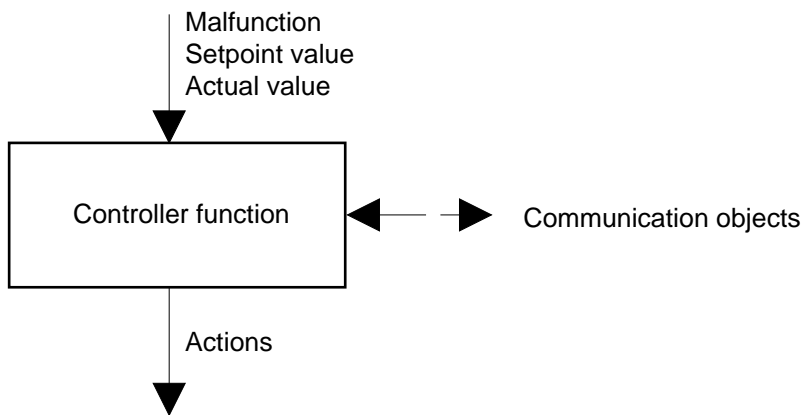 Malfunction
Setpoint value
Actual value
Controller function
Communication objects
Actions